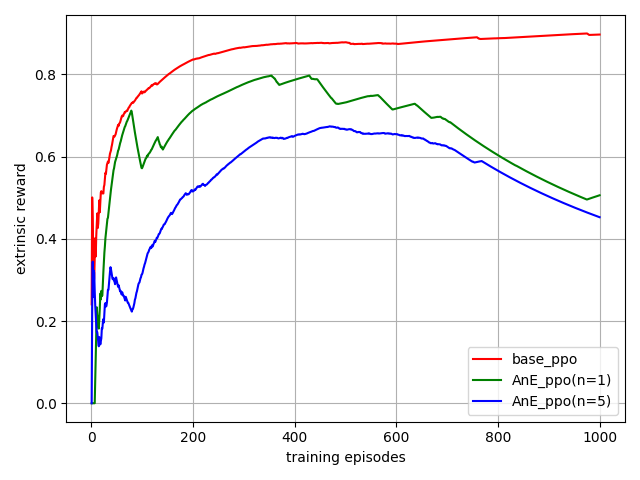 extrinsic reward
0.8
0.6
0.4
0.2
0.0
0 200 400 600 800 1000
training episodes
base_ppo
AnE_ppo(n=1)
AnE_ppo(n=5)